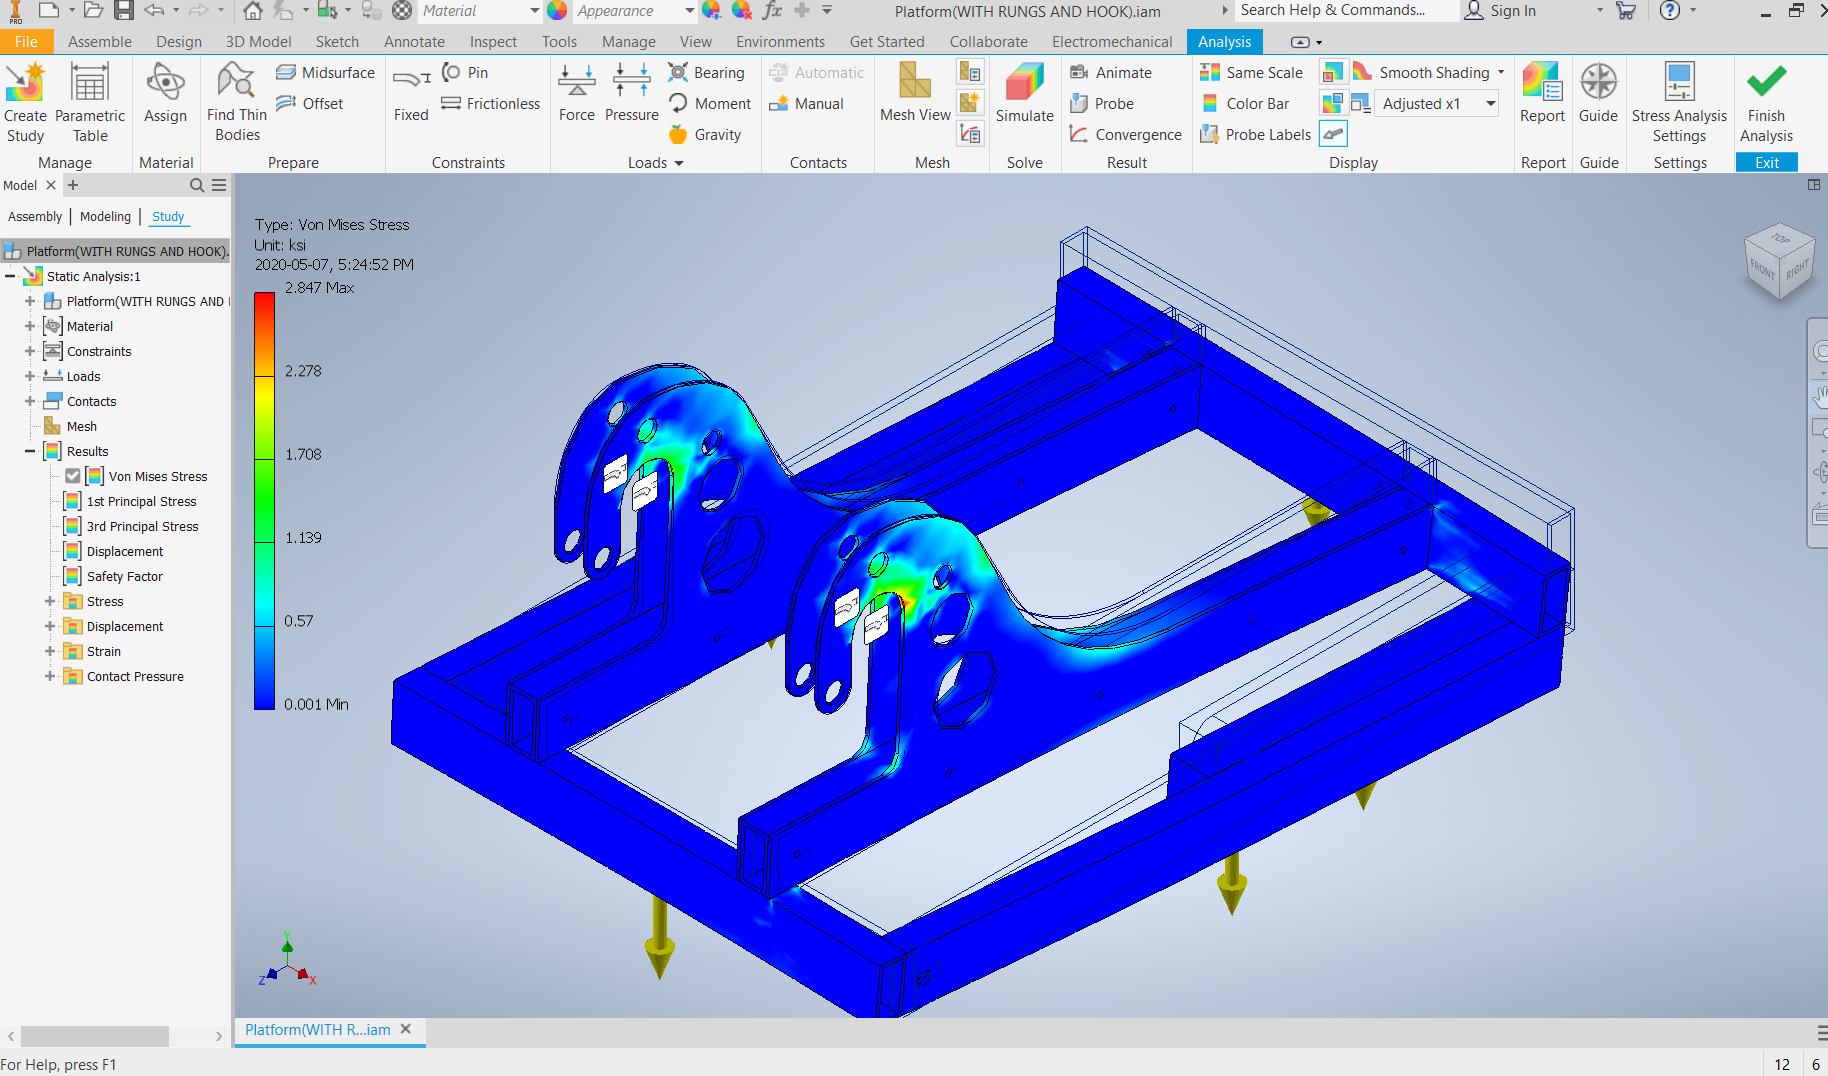 PRO
Material
Appearance
Platform(WITH RUNGS AND HOOK).iam
Search Help & Commands...
Sign In
File
Assemble
Design
3D Model
Sketch
Annotate
Inspect
Tools
Manage
View
Environments
Get Started
Collaborate
Electromechanical
Analysis
Create Study
Parametric Table
Manage
Assign
Material
Find Thin Bodies
Midsurface
Offset
Prepare
Fixed
Pin
Frictionless
Constraints
Force
Pressure
Bearing
Moment
Gravity
Loads
Automatic
Manual
Contacts
Mesh View
Mesh
Simulate
Solve
Animate
Probe
Convergence
Result
Same Scale
Color Bar
Probe Labels
Smooth Shading
Adjusted x1
Display
Report
Report
Guide
Guide
Stress Analysis Settings
Settings
Finish Analysis
Exit
Model
Assembly
Modeling
Study
Platform(WITH RUNGS AND HOOK).
Static Analysis:1
Platform(WITH RUNGS AND
Material
Constraints
Loads
Contacts
Mesh
Results
Von Mises Stress
1st Principal Stress
3rd Principal Stress
Displacement
Safety Factor
Stress
Displacement
Strain
Contact Pressure
Type: Von Mises Stress
Unit: ksi
2020-05-07, 5:24:52 PM
2.847 Max
2.278
1.708
1.139
0.57
0.001 Min
TOP
FRONT
RIGHT
Y
Z
X
Platform(WITH R...iam
For Help, press F1
12
6